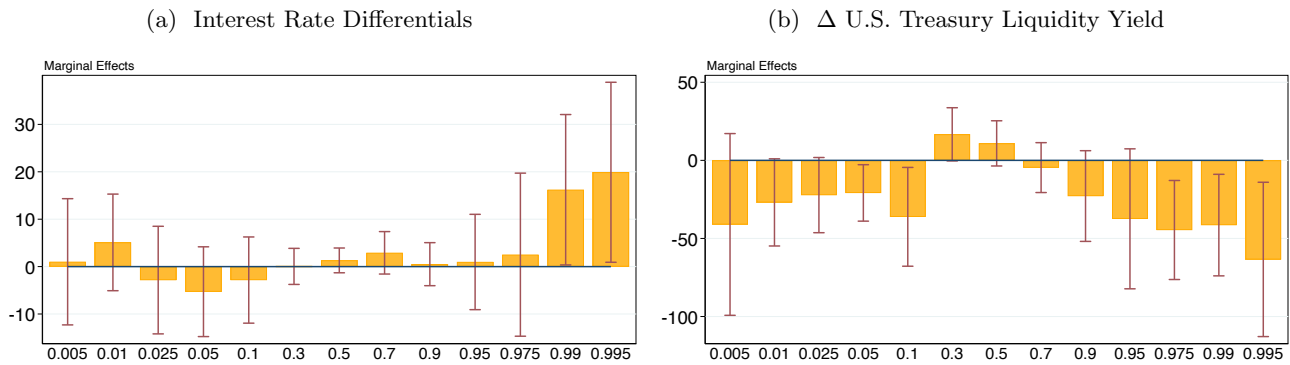 (a) Interest Rate Differentials
Marginal Effects
30
20
10
0
-10
0.005 0.01 0.025 0.05 0.1 0.3 0.5 0.7 0.9 0.95 0.975 0.99 0.995
(b) Δ U.S. Treasury Liquidity Yield
Marginal Effects
50
0
-50
-100
0.005 0.01 0.025 0.05 0.1 0.3 0.5 0.7 0.9 0.95 0.975 0.99 0.995